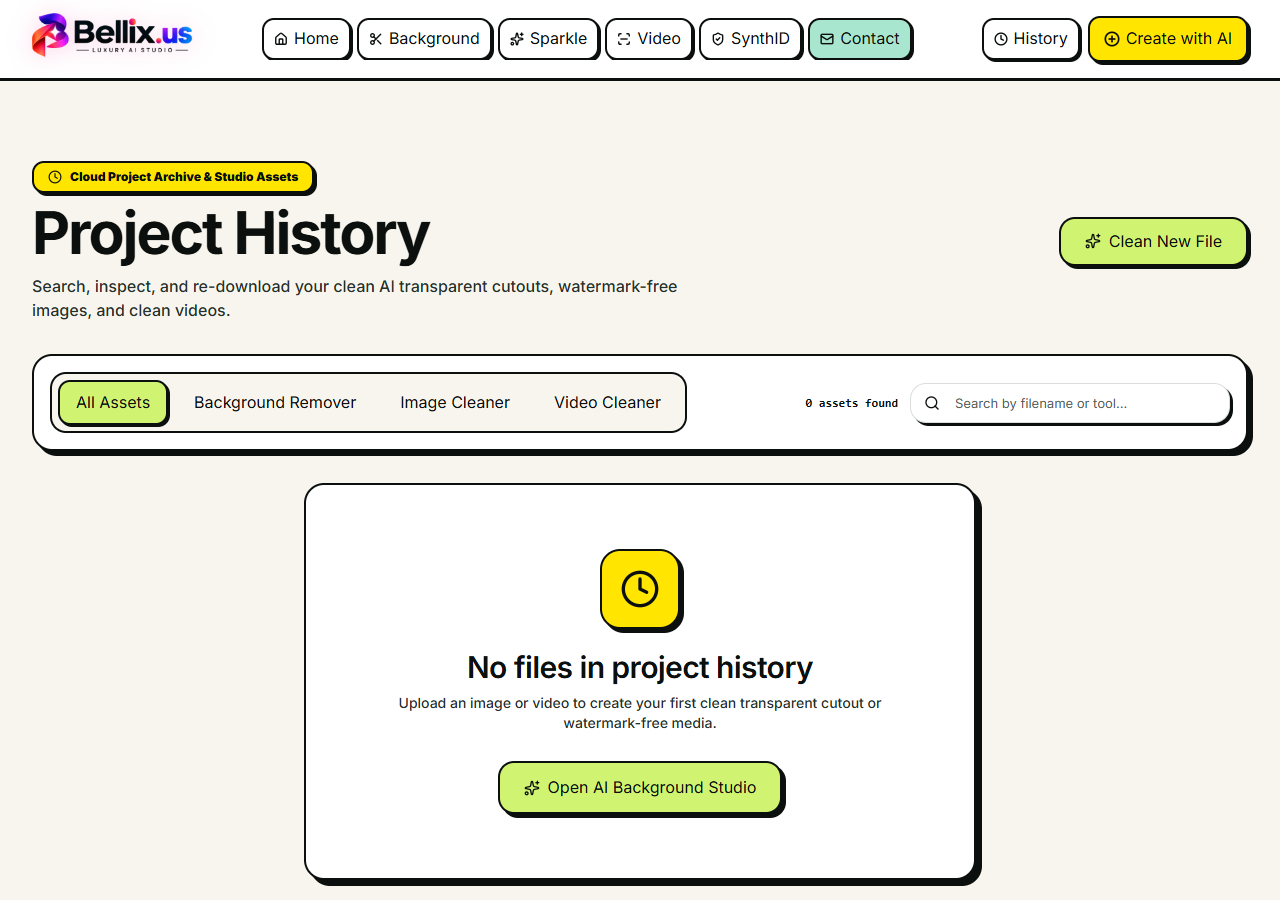 Bellix.us
LUXURY AI STUDIO
Home
Background
Sparkle
Video
SynthID
Contact
History
Create with AI
Cloud Project Archive & Studio Assets
Project History
Clean New File
Search, inspect, and re-download your clean AI transparent cutouts, watermark-free
images, and clean videos.
All Assets
Background Remover
Image Cleaner
Video Cleaner
0 assets found
Search by filename or tool...
No files in project history
Upload an image or video to create your first clean transparent cutout or
watermark-free media.
Open AI Background Studio